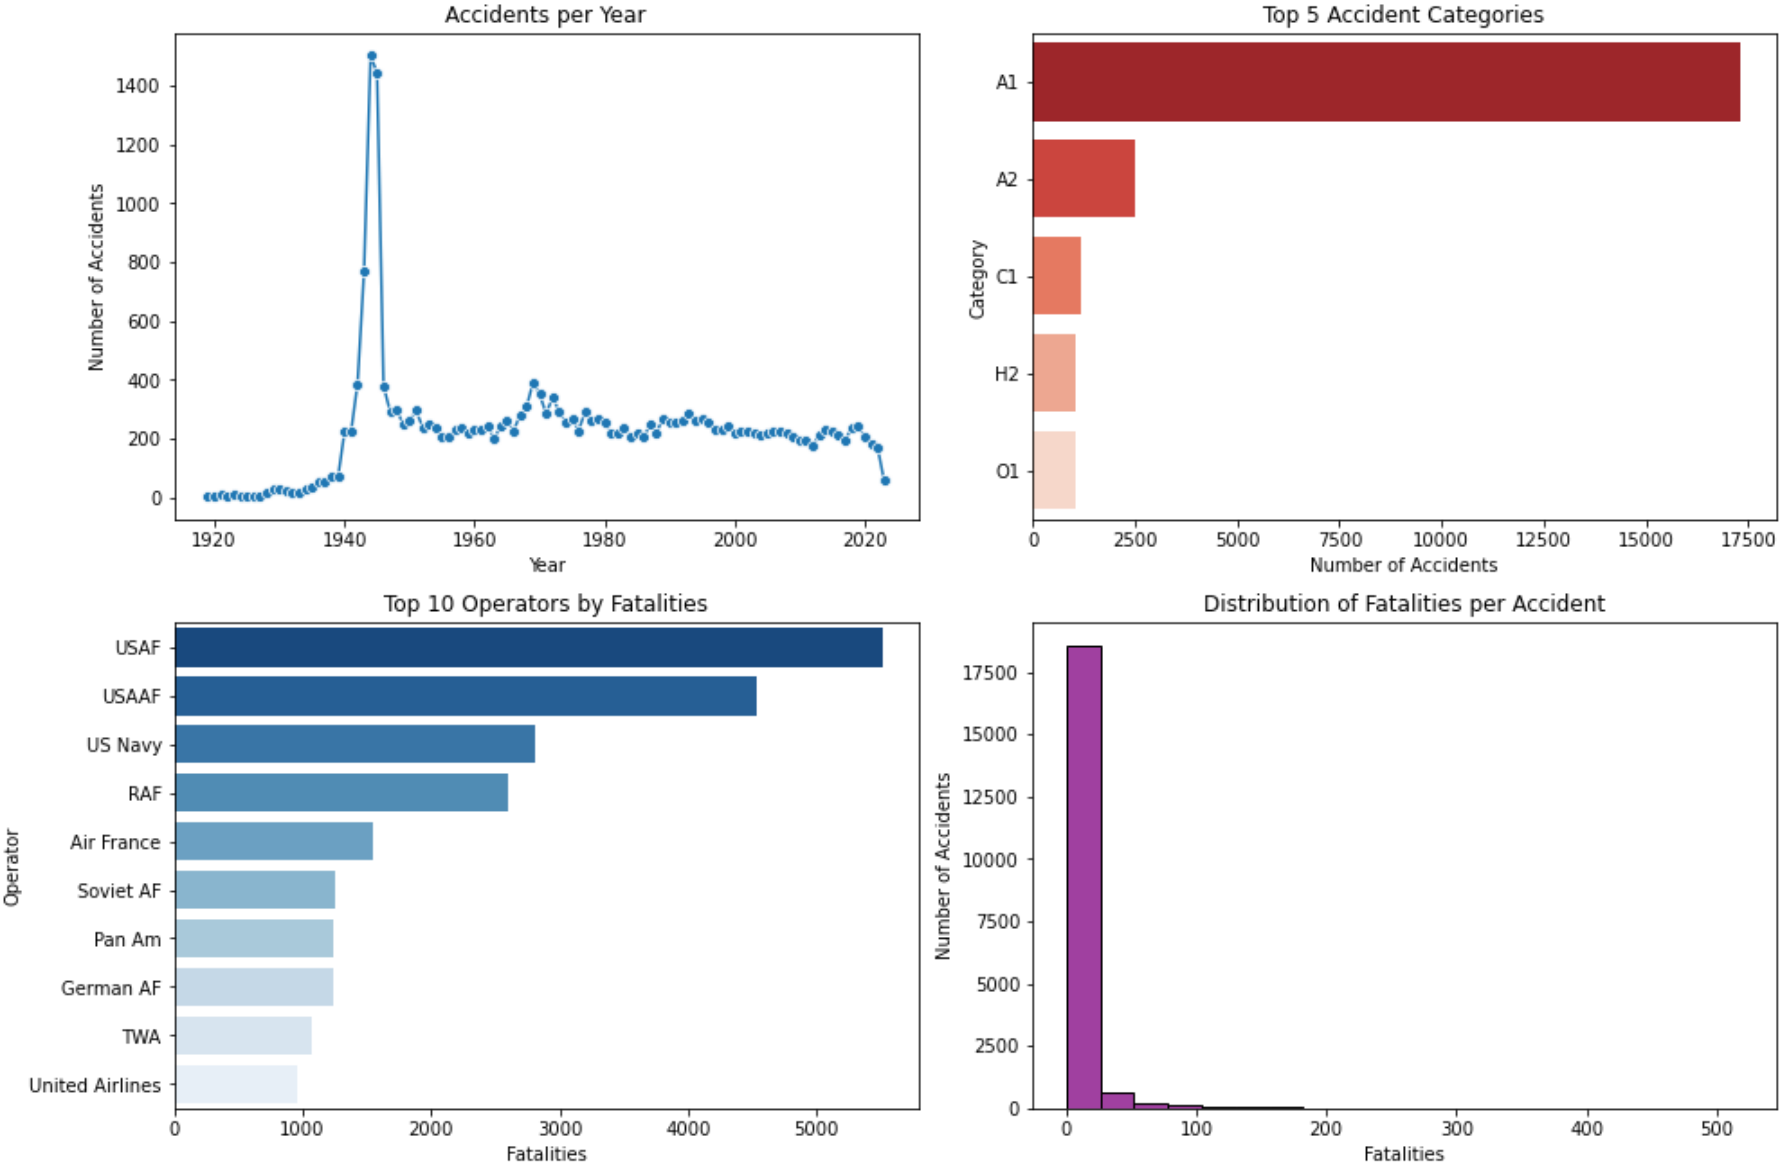 Accidents per Year
1400
1200
1000
800
600
400
200
0
Number of Accidents
1920 1940 1960 1980 2000 2020
Year
Top 5 Accident Categories
A1
A2
C1
H2
O1
Category
0 2500 5000 7500 10000 12500 15000 17500
Number of Accidents
Top 10 Operators by Fatalities
USAF
USAAF
US Navy
RAF
Air France
Soviet AF
Pan Am
German AF
TWA
United Airlines
Operator
0 1000 2000 3000 4000 5000
Fatalities
Distribution of Fatalities per Accident
17500
15000
12500
10000
7500
5000
2500
0
Number of Accidents
0 100 200 300 400 500
Fatalities